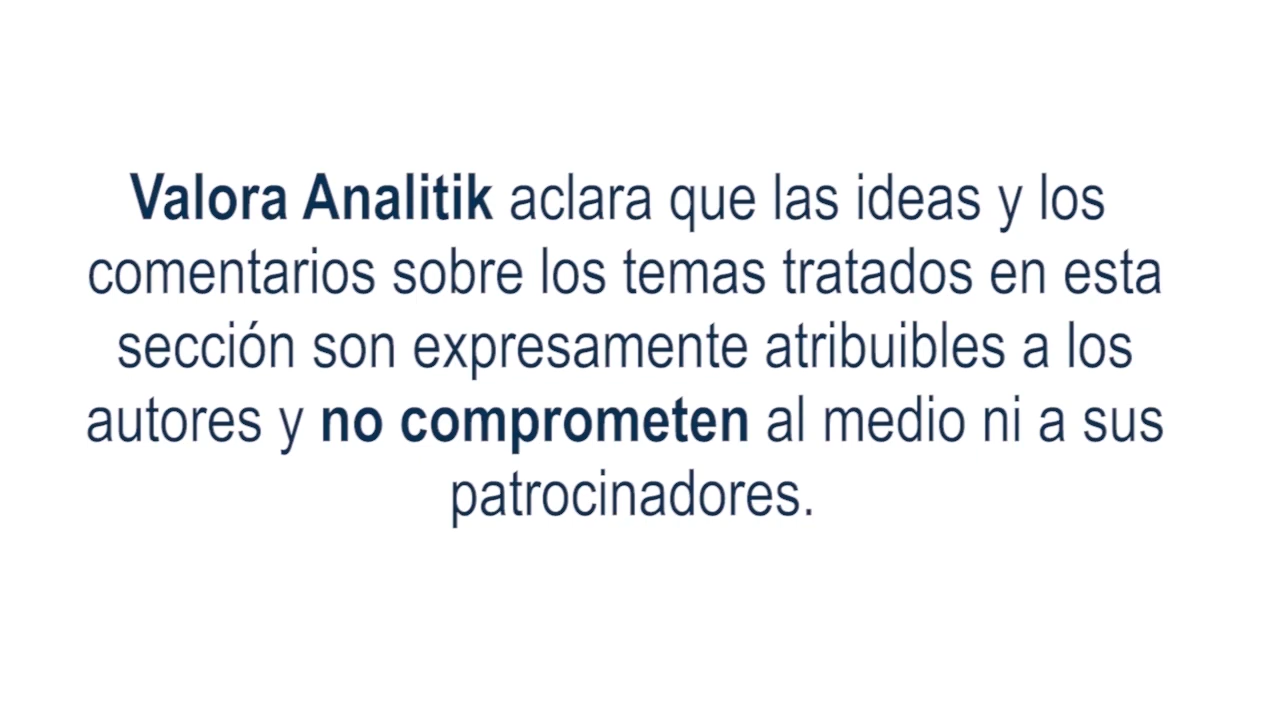 Valora Analitik aclara que las ideas y los
comentarios sobre los temas tratados en esta
sección son expresamente atribuibles a los
autores y no comprometen al medio ni a sus
patrocinadores.